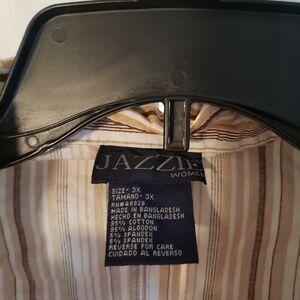 JAZZIE
WOMEN
SIZE- 3X
TAMANO- 3X
MADE IN BANGLADESH
HECHO EN BANGLADESH
95% COTTON
95% ALGODON
5% SPANDEX
5% SPANDEX
REVERSE FOR CARE
CUIDADO AL REVERSO